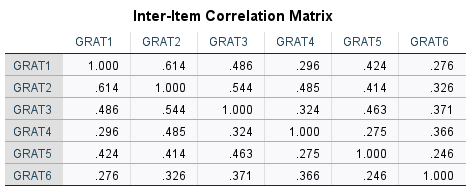 Inter-Item Correlation Matrix
GRAT1 GRAT2 GRAT3 GRAT4 GRAT5 GRAT6
GRAT1 1.000 .614 .486 .296 .424 .276
GRAT2 .614 1.000 .544 .485 .414 .326
GRAT3 .486 .544 1.000 .324 .463 .371
GRAT4 .296 .485 .324 1.000 .275 .366
GRAT5 .424 .414 .463 .275 1.000 .246
GRAT6 .276 .326 .371 .366 .246 1.000